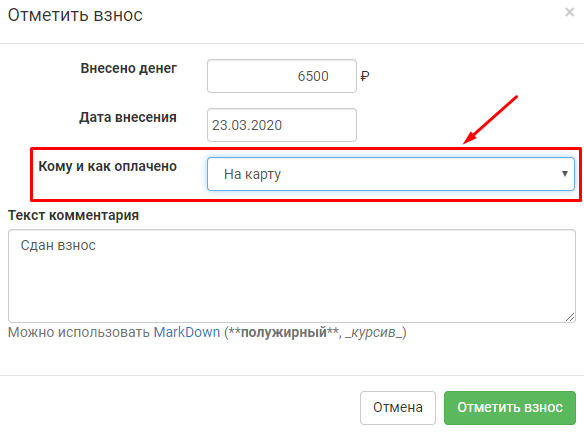 Отметить взнос ×
Внесено денег 6500 ₽
Дата внесения 23.03.2020
Кому и как оплачено На карту
Текст комментария
Сдан взнос
Можно использовать MarkDown (**полужирный**, _курсив_)
Отмена Отметить взнос